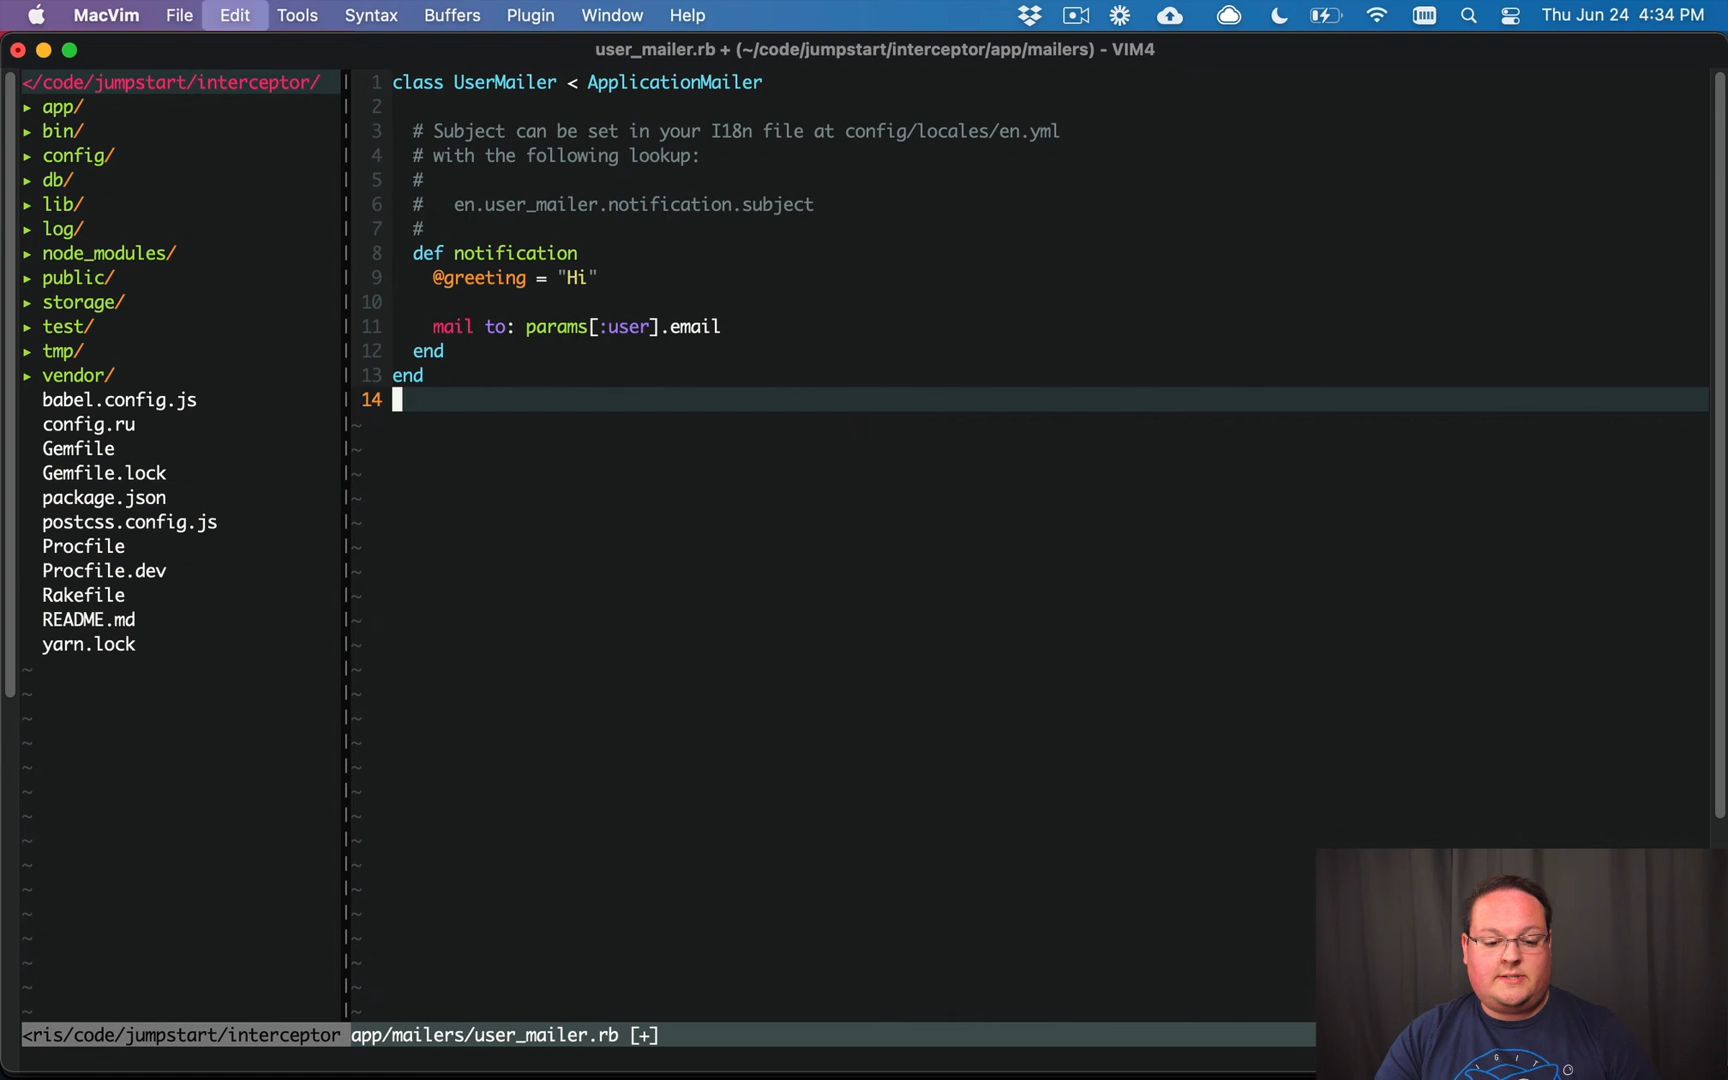 MacVim File Edit Tools Syntax Buffers Plugin Window Help Thu Jun 24 4:34 PM
user_mailer.rb + (~/code/jumpstart/interceptor/app/mailers) - VIM4
</code/jumpstart/interceptor/
▸ app/
▸ bin/
▸ config/
▸ db/
▸ lib/
▸ log/
▸ node_modules/
▸ public/
▸ storage/
▸ test/
▸ tmp/
▸ vendor/
babel.config.js
config.ru
Gemfile
Gemfile.lock
package.json
postcss.config.js
Procfile
Procfile.dev
Rakefile
README.md
yarn.lock
1 class UserMailer < ApplicationMailer
2
3 # Subject can be set in your I18n file at config/locales/en.yml
4 # with the following lookup:
5 #
6 # en.user_mailer.notification.subject
7 #
8 def notification
9 @greeting = "Hi"
10
11 mail to: params[:user].email
12 end
13 end
14
<ris/code/jumpstart/interceptor app/mailers/user_mailer.rb [+]